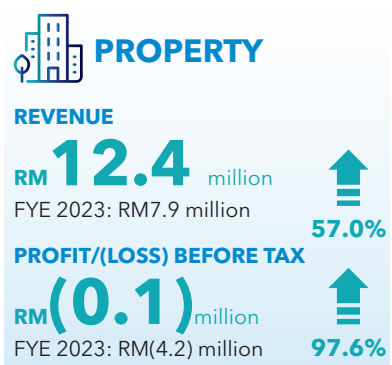 PROPERTY
REVENUE
RM 12.4 million
FYE 2023: RM7.9 million
57.0%
PROFIT/(LOSS) BEFORE TAX
RM(0.1)million
FYE 2023: RM(4.2) million
97.6%